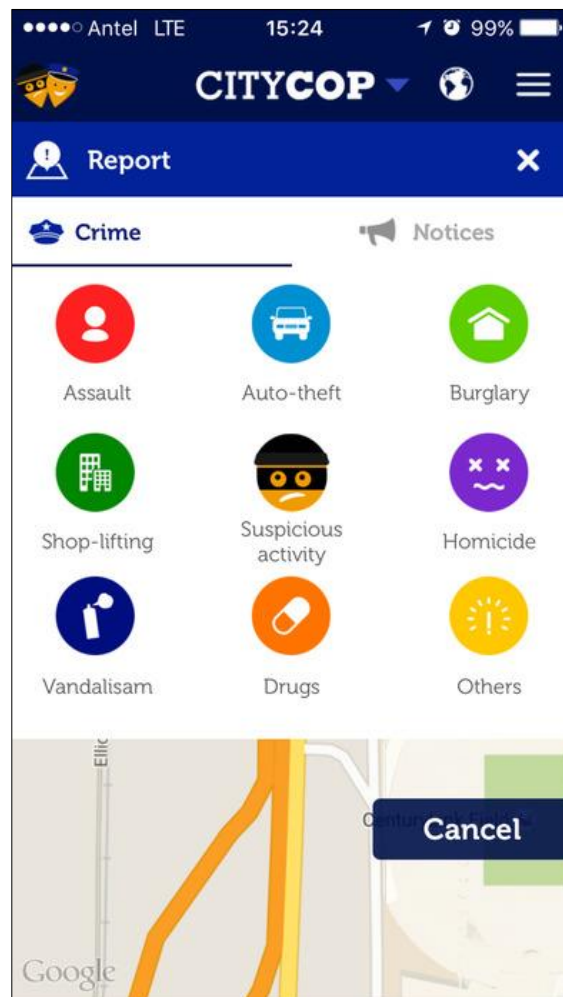 Antel LTE 15:24 99%
CITYCOP
Report
Crime Notices
Assault Auto-theft Burglary
Shop-lifting Suspicious activity Homicide
Vandalisam Drugs Others
Cancel
Google